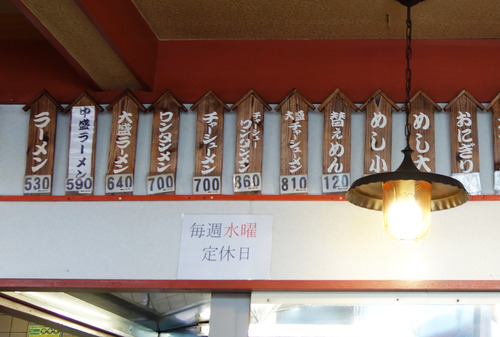 ラーメン
530
中盛ラーメン
590
大盛ラーメン
640
ワンタンメン
700
チャーシューメン
700
チャーシュー
ワンタンメン
860
大盛
チャーシューメン
810
替えめん
120
めし小
めし大
おにぎり
毎週水曜
定休日